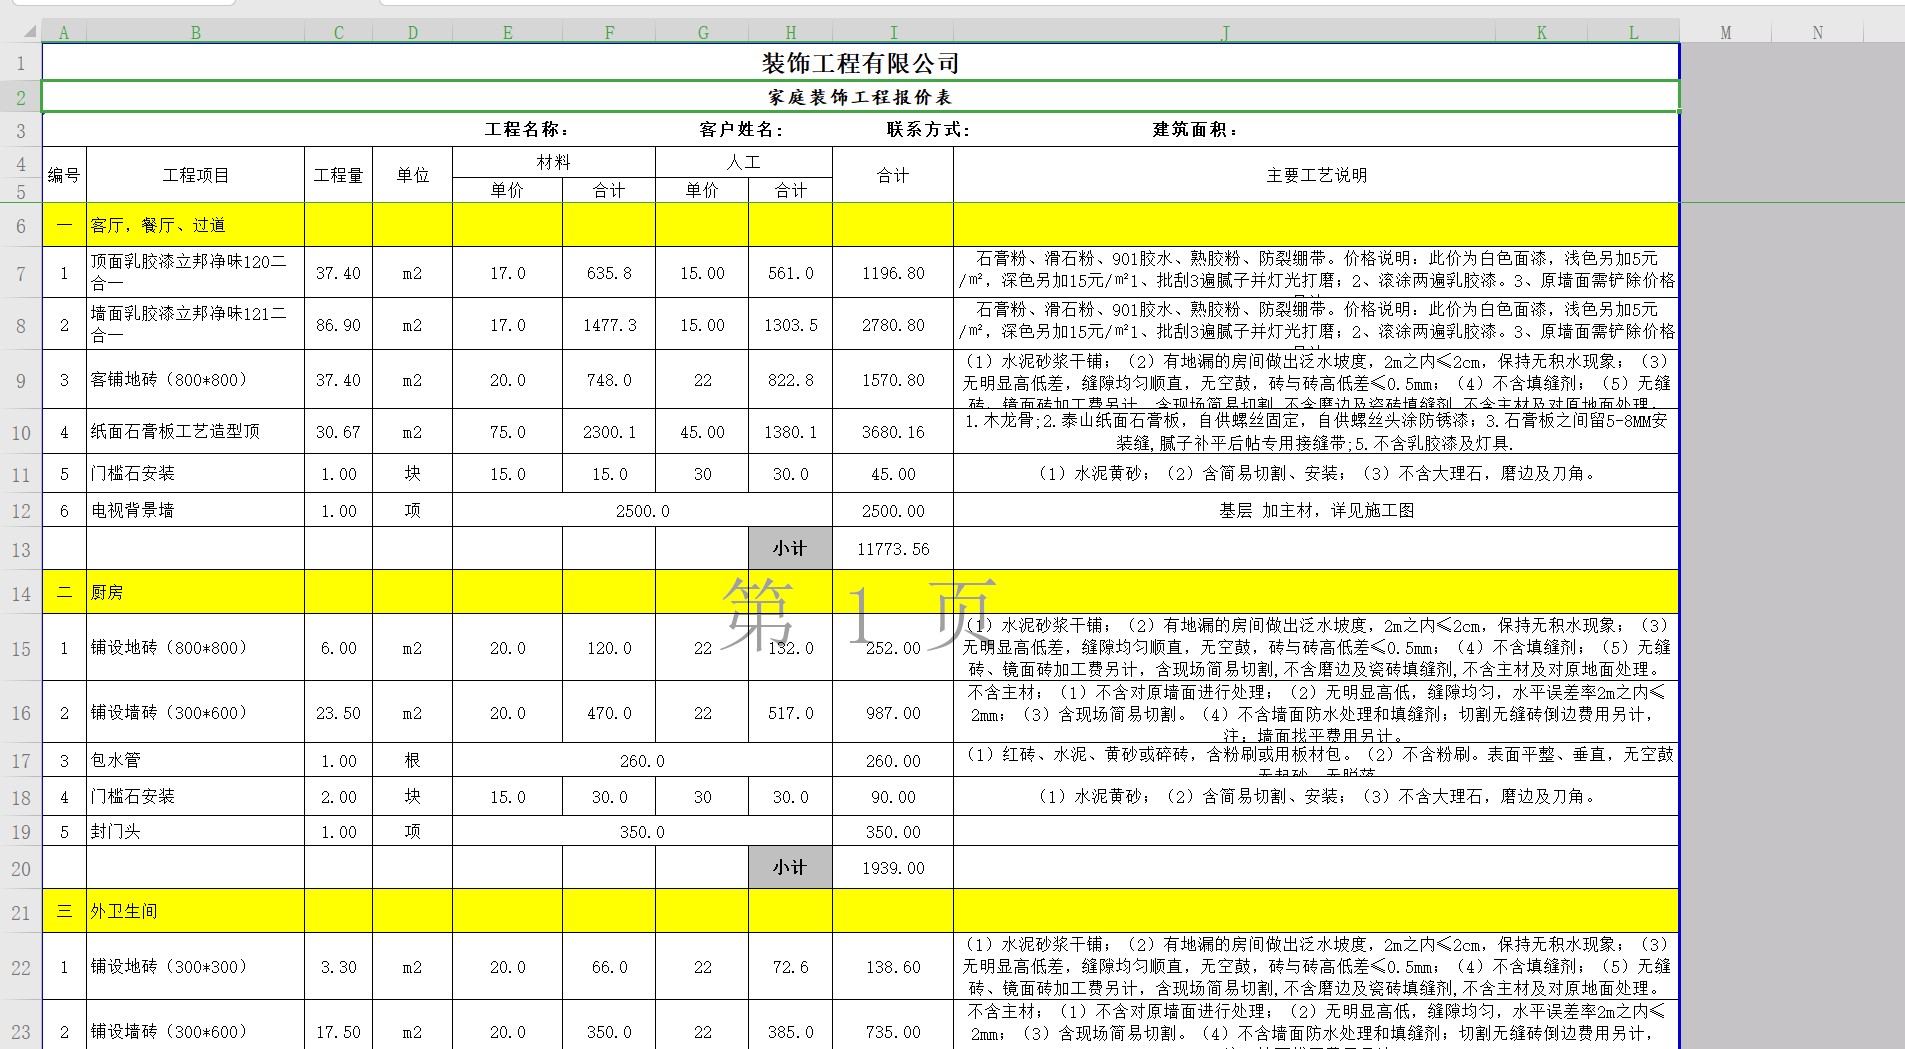 A B C D E F G H I J K L M N
1 装饰工程有限公司
2 家庭装饰工程报价表
3 工程名称： 客户姓名： 联系方式： 建筑面积：
4 编号 工程项目 工程量 单位 材料 人工 合计 主要工艺说明
5 单价 合计 单价 合计
6 一 客厅，餐厅、过道
7 1 顶面乳胶漆立邦净味120二
合一 37.40 m2 17.0 635.8 15.00 561.0 1196.80
石膏粉、滑石粉、901胶水、熟胶粉、防裂绷带。价格说明：此价为白色面漆，浅色另加5元
/㎡，深色另加15元/㎡1、批刮3遍腻子并灯光打磨；2、滚涂两遍乳胶漆。3、原墙面需铲除价格
8 2 墙面乳胶漆立邦净味121二
合一 86.90 m2 17.0 1477.3 15.00 1303.5 2780.80
石膏粉、滑石粉、901胶水、熟胶粉、防裂绷带。价格说明：此价为白色面漆，浅色另加5元
/㎡，深色另加15元/㎡1、批刮3遍腻子并灯光打磨；2、滚涂两遍乳胶漆。3、原墙面需铲除价格
9 3 客铺地砖（800*800） 37.40 m2 20.0 748.0 22 822.8 1570.80
（1）水泥砂浆干铺；（2）有地漏的房间做出泛水坡度，2m之内≤2cm，保持无积水现象；（3）
无明显高低差，缝隙均匀顺直，无空鼓，砖与砖高低差≤0.5mm；（4）不含填缝剂；（5）无缝
砖、镜面砖加工费另计，含现场简易切割,不含磨边及瓷砖填缝剂,不含主材及对原地面处理。
10 4 纸面石膏板工艺造型顶 30.67 m2 75.0 2300.1 45.00 1380.1 3680.16
1.木龙骨;2.泰山纸面石膏板，自供螺丝固定，自供螺丝头涂防锈漆；3.石膏板之间留5-8MM安
装缝,腻子补平后帖专用接缝带;5.不含乳胶漆及灯具.
11 5 门槛石安装 1.00 块 15.0 15.0 30 30.0 45.00 （1）水泥黄砂；（2）含简易切割、安装；（3）不含大理石，磨边及刀角。
12 6 电视背景墙 1.00 项 2500.0 2500.00 基层 加主材，详见施工图
13 小计 11773.56
14 二 厨房
第 1 页
15 1 铺设地砖（800*800） 6.00 m2 20.0 120.0 22 132.0 252.00
（1）水泥砂浆干铺；（2）有地漏的房间做出泛水坡度，2m之内≤2cm，保持无积水现象；（3）
无明显高低差，缝隙均匀顺直，无空鼓，砖与砖高低差≤0.5mm；（4）不含填缝剂；（5）无缝
砖、镜面砖加工费另计，含现场简易切割,不含磨边及瓷砖填缝剂,不含主材及对原地面处理。
16 2 铺设墙砖（300*600） 23.50 m2 20.0 470.0 22 517.0 987.00
不含主材；（1）不含对原墙面进行处理；（2）无明显高低，缝隙均匀，水平误差率2m之内≤
2mm；（3）含现场简易切割。（4）不含墙面防水处理和填缝剂；切割无缝砖倒边费用另计，
注：墙面找平费用另计。
17 3 包水管 1.00 根 260.0 260.00
（1）红砖、水泥、黄砂或碎砖，含粉刷或用板材包。（2）不含粉刷。表面平整、垂直，无空鼓
18 4 门槛石安装 2.00 块 15.0 30.0 30 30.0 90.00 （1）水泥黄砂；（2）含简易切割、安装；（3）不含大理石，磨边及刀角。
19 5 封门头 1.00 项 350.0 350.00
20 小计 1939.00
21 三 外卫生间
22 1 铺设地砖（300*300） 3.30 m2 20.0 66.0 22 72.6 138.60
（1）水泥砂浆干铺；（2）有地漏的房间做出泛水坡度，2m之内≤2cm，保持无积水现象；（3）
无明显高低差，缝隙均匀顺直，无空鼓，砖与砖高低差≤0.5mm；（4）不含填缝剂；（5）无缝
砖、镜面砖加工费另计，含现场简易切割,不含磨边及瓷砖填缝剂,不含主材及对原地面处理。
23 2 铺设墙砖（300*600） 17.50 m2 20.0 350.0 22 385.0 735.00
不含主材；（1）不含对原墙面进行处理；（2）无明显高低，缝隙均匀，水平误差率2m之内≤
2mm；（3）含现场简易切割。（4）不含墙面防水处理和填缝剂；切割无缝砖倒边费用另计，